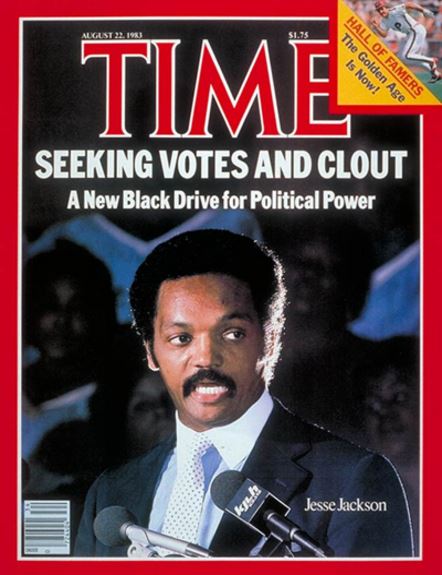 AUGUST 22, 1983
$1.75
TIME
HALL OF FAMERS
The Golden Age
Is Now!
SEEKING VOTES AND CLOUT
A New Black Drive for Political Power
kjlh
Jesse Jackson